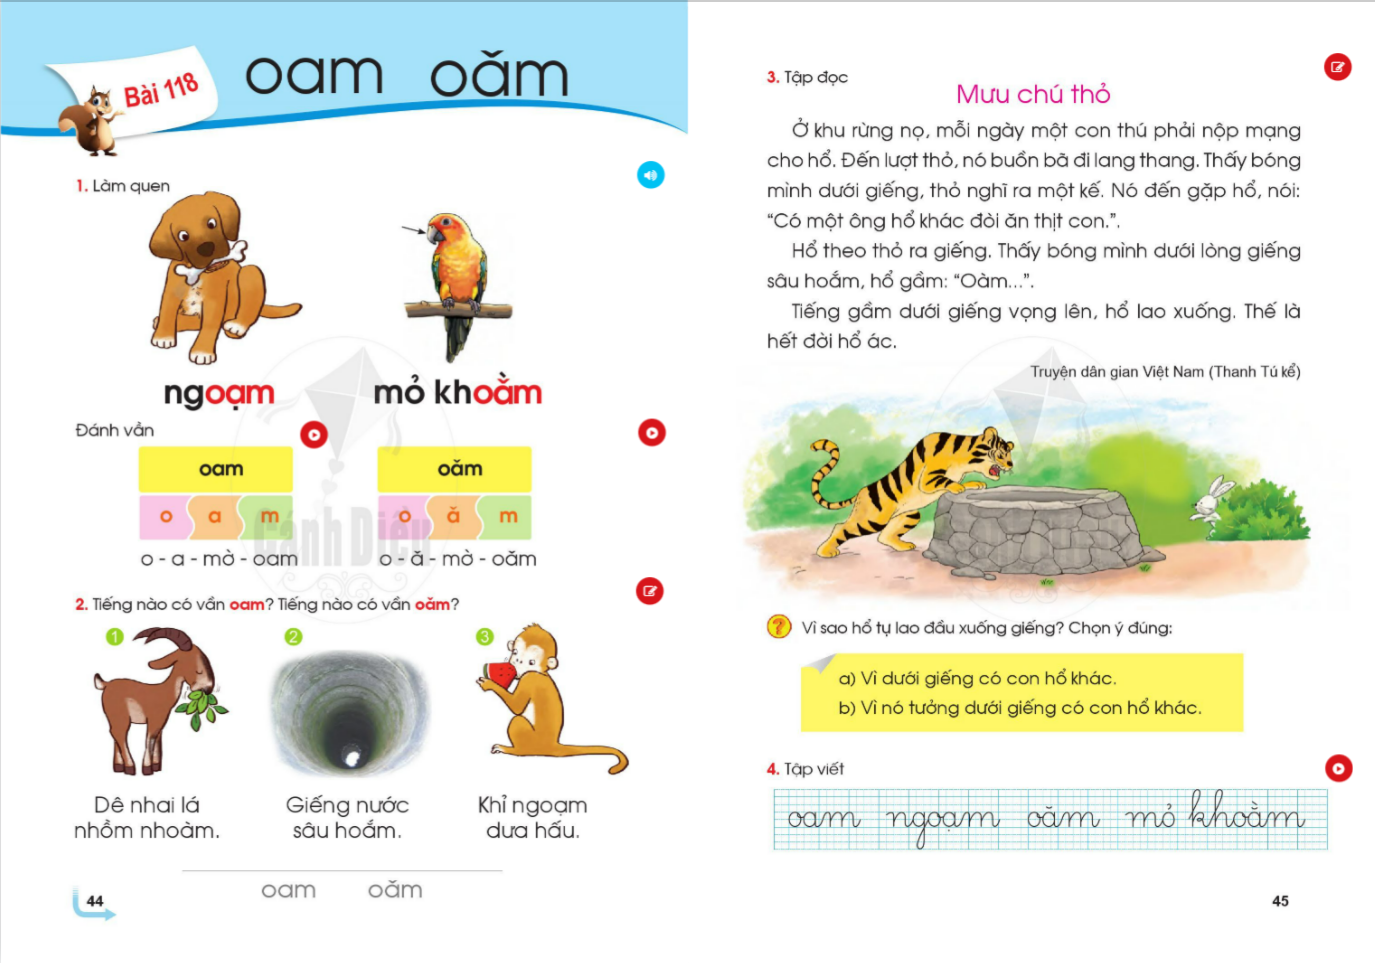 Bài 118
oam oăm
1. Làm quen
ngoạm
mỏ khoằm
Đánh vần
oam
o a m
o - a - mờ - oam
oăm
o ă m
o - ă - mờ - oăm
2. Tiếng nào có vần oam? Tiếng nào có vần oăm?
1
Dê nhai lá
nhồm nhoàm.
2
Giếng nước
sâu hoắm.
3
Khỉ ngoạm
dưa hấu.
oam oăm
44
3. Tập đọc
Mưu chú thỏ
Ở khu rừng nọ, mỗi ngày một con thú phải nộp mạng
cho hổ. Đến lượt thỏ, nó buồn bã đi lang thang. Thấy bóng
mình dưới giếng, thỏ nghĩ ra một kế. Nó đến gặp hổ, nói:
“Có một ông hổ khác đòi ăn thịt con.”.
Hổ theo thỏ ra giếng. Thấy bóng mình dưới lòng giếng
sâu hoắm, hổ gầm: “Oàm...”.
Tiếng gầm dưới giếng vọng lên, hổ lao xuống. Thế là
hết đời hổ ác.
Truyện dân gian Việt Nam (Thanh Tú kể)
? Vì sao hổ tự lao đầu xuống giếng? Chọn ý đúng:
a) Vì dưới giếng có con hổ khác.
b) Vì nó tưởng dưới giếng có con hổ khác.
4. Tập viết
oam ngoạm oăm mỏ khoằm
45
Cánh Diều